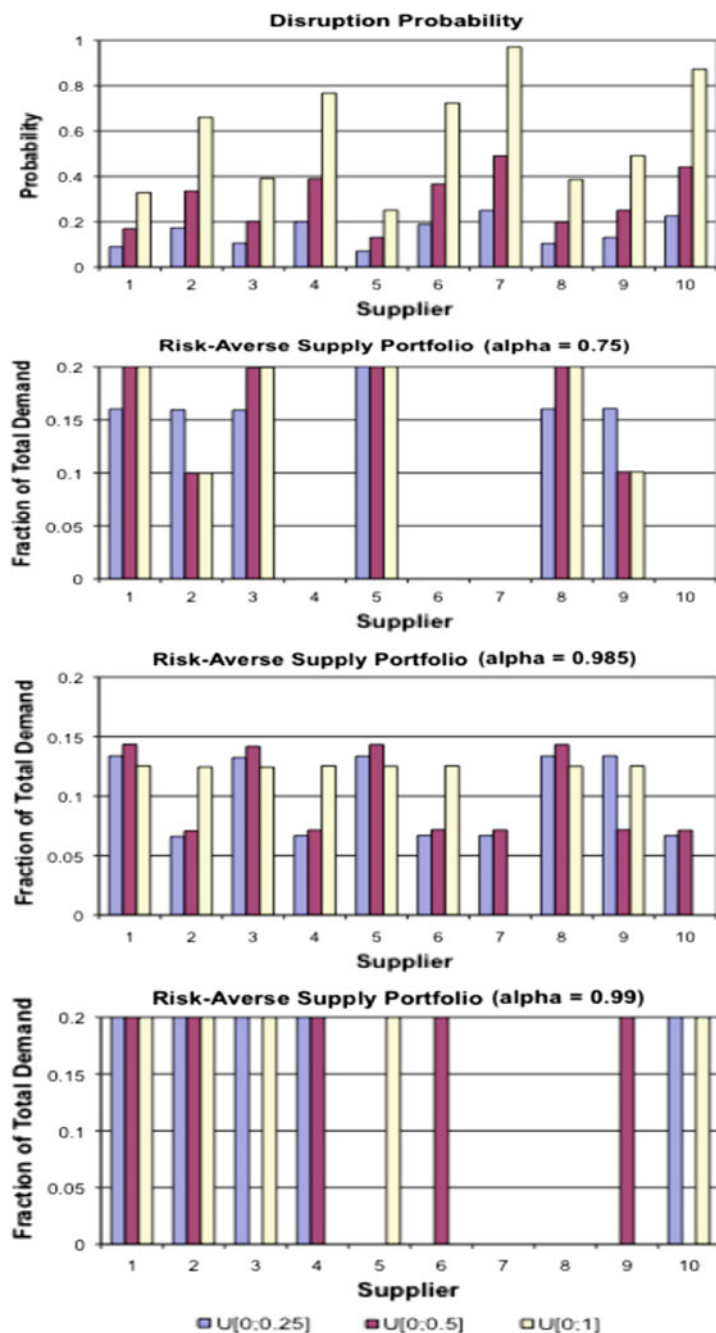 Disruption Probability
Probability
1
0.8
0.6
0.4
0.2
0
1 2 3 4 5 6 7 8 9 10
Supplier
Risk-Averse Supply Portfolio (alpha = 0.75)
Fraction of Total Demand
0.2
0.15
0.1
0.05
0
1 2 3 4 5 6 7 8 9 10
Supplier
Risk-Averse Supply Portfolio (alpha = 0.985)
Fraction of Total Demand
0.2
0.15
0.1
0.05
0
1 2 3 4 5 6 7 8 9 10
Supplier
Risk-Averse Supply Portfolio (alpha = 0.99)
Fraction of Total Demand
0.2
0.15
0.1
0.05
0
1 2 3 4 5 6 7 8 9 10
Supplier
U[0;0.25] U[0;0.5] U[0;1]